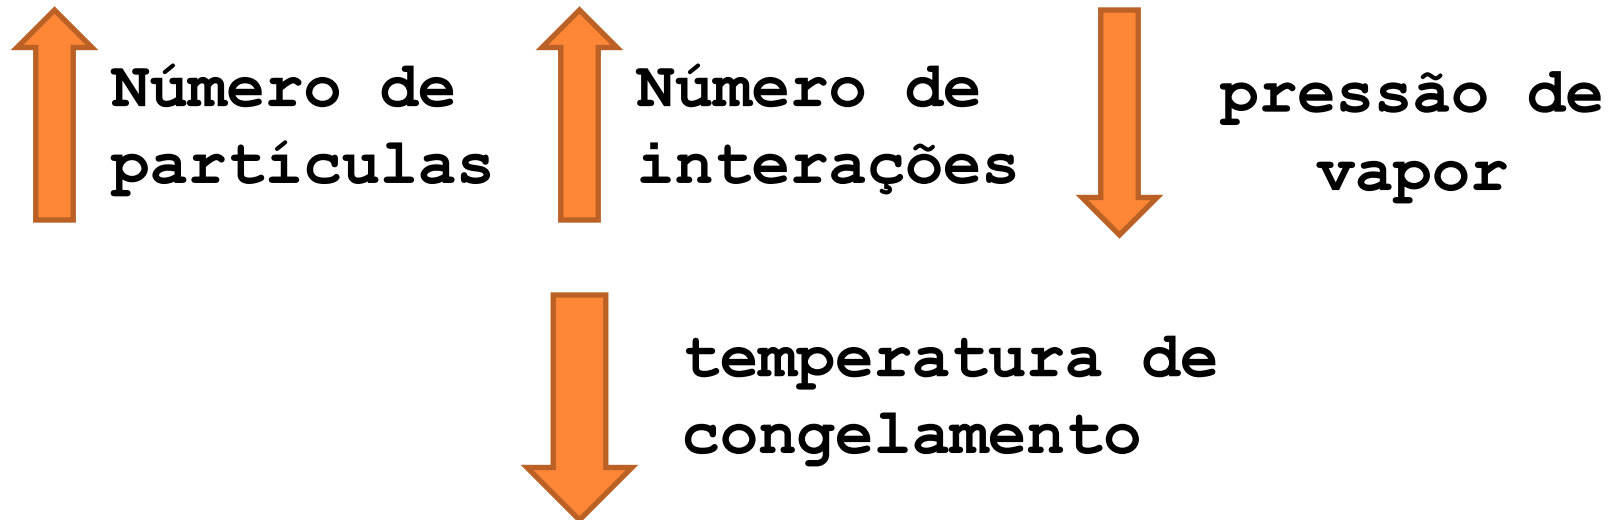 Número de
partículas
Número de
interações
pressão de
vapor
temperatura de
congelamento